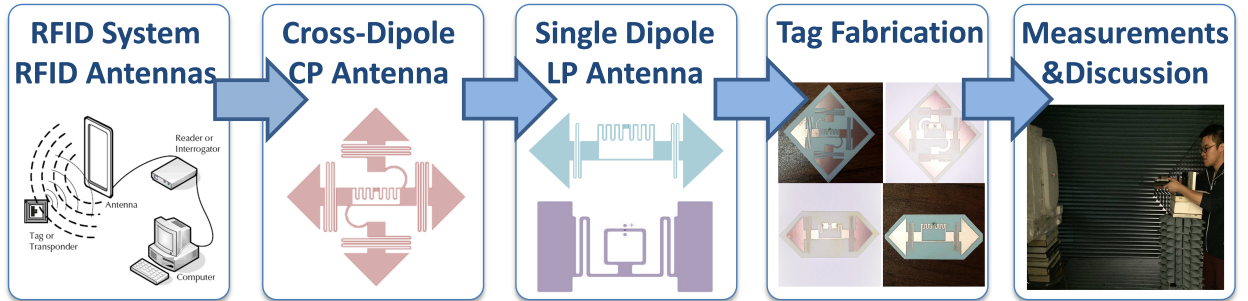 RFID System
RFID Antennas
Cross-Dipole
CP Antenna
Single Dipole
LP Antenna
Tag Fabrication
Measurements
&Discussion
Reader or
Interrogator
Antenna
Tag or
Transponder
Computer